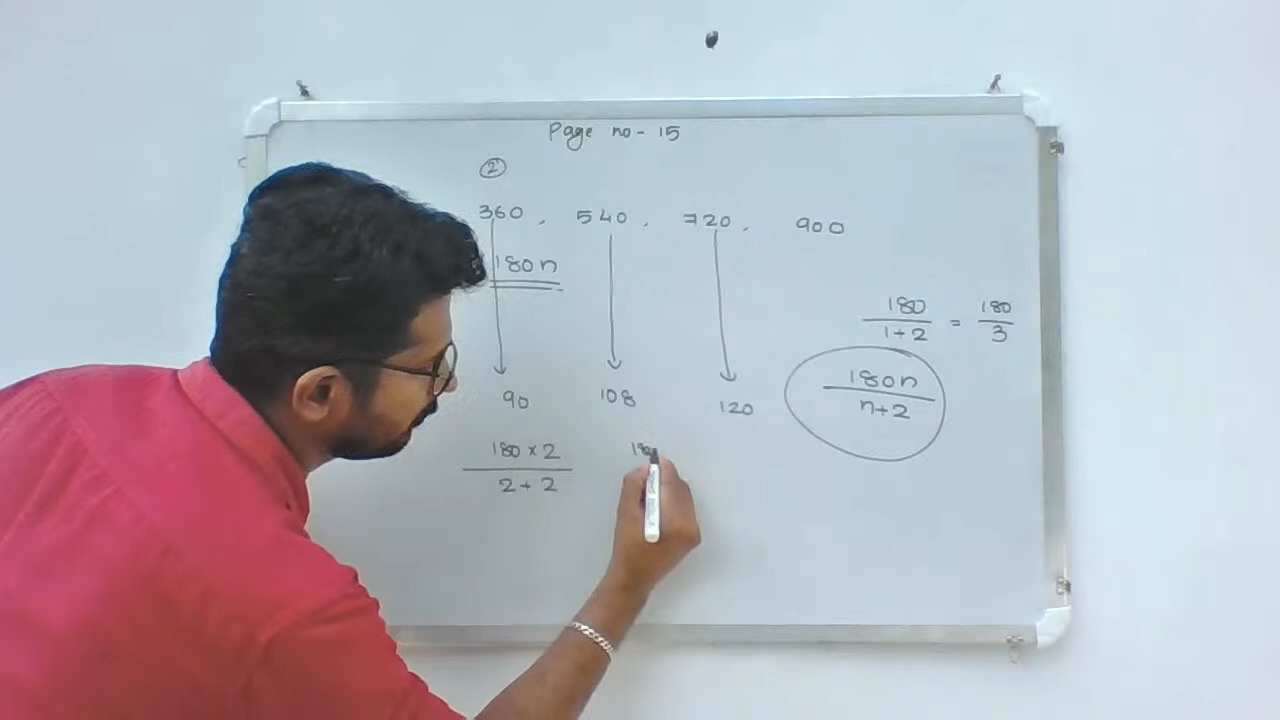 Page no - 15
2
360 , 540 , 720 , 900
180n
180
1+2
=
180
3
90 108 120
180n
n+2
180 × 2
2 + 2
180